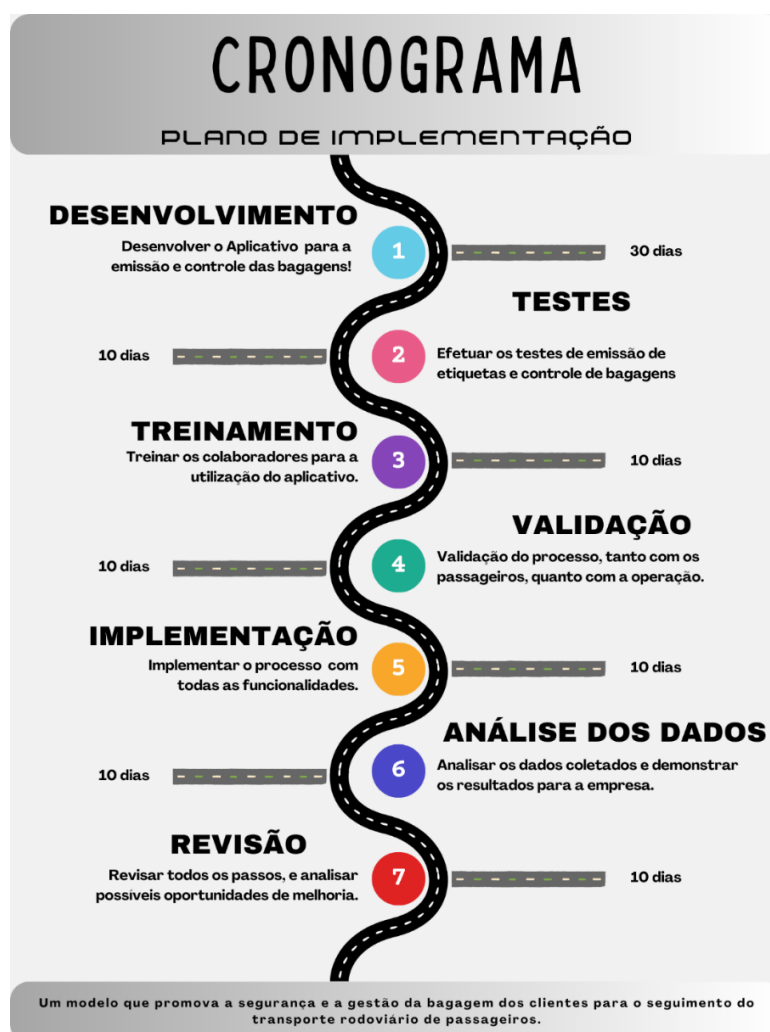 CRONOGRAMA
PLANO DE IMPLEMENTAÇÃO
DESENVOLVIMENTO
Desenvolver o Aplicativo para a
emissão e controle das bagagens!
1
30 dias
TESTES
10 dias
2
Efetuar os testes de emissão de
etiquetas e controle de bagagens
TREINAMENTO
Treinar os colaboradores para a
utilização do aplicativo.
3
10 dias
VALIDAÇÃO
10 dias
4
Validação do processo, tanto com os
passageiros, quanto com a operação.
IMPLEMENTAÇÃO
Implementar o processo com
todas as funcionalidades.
5
10 dias
ANÁLISE DOS DADOS
10 dias
6
Analisar os dados coletados e demonstrar
os resultados para a empresa.
REVISÃO
Revisar todos os passos, e analisar
possíveis oportunidades de melhoria.
7
10 dias
Um modelo que promova a segurança e a gestão da bagagem dos clientes para o seguimento do
transporte rodoviário de passageiros.